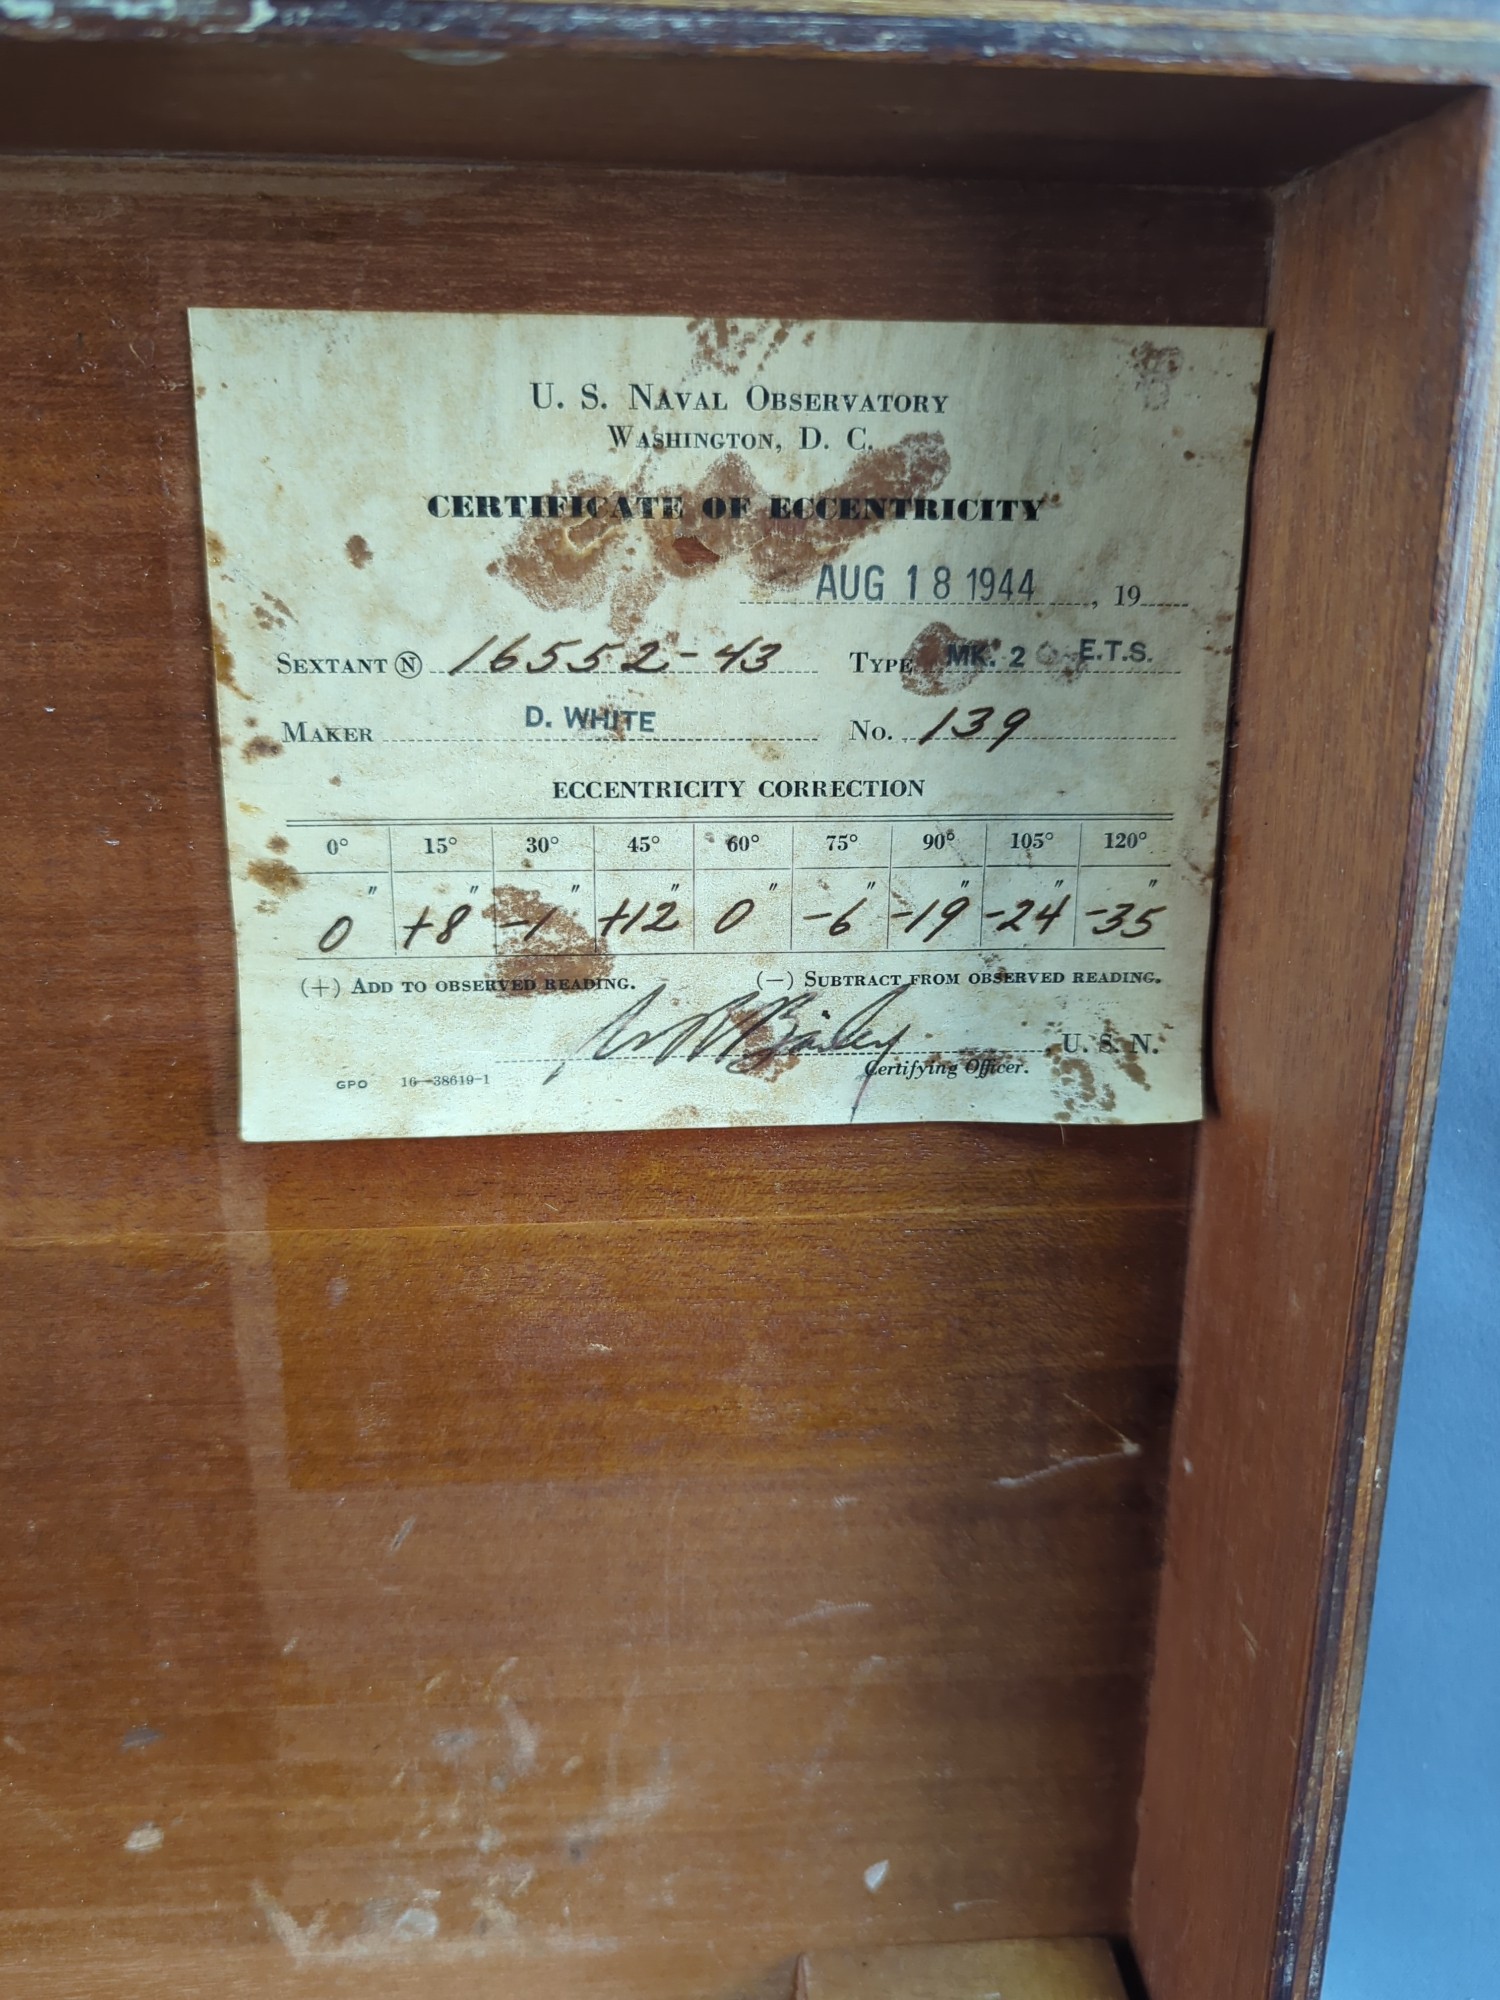 U. S. NAVAL OBSERVATORY
WASHINGTON, D. C.
CERTIFICATE OF ECCENTRICITY
AUG 18 1944, 19
SEXTANT Ⓝ 16552-43 TYPE MK. 2 E.T.S.
MAKER D. WHITE NO. 139
ECCENTRICITY CORRECTION
0° 15° 30° 45° 60° 75° 90° 105° 120°
" " " " " " " " "
0 +8 -1 +12 0 -6 -19 -24 -35
(+) ADD TO OBSERVED READING. (—) SUBTRACT FROM OBSERVED READING.
Bailey U. S. N.
Certifying Officer.
GPO 16—38619-1